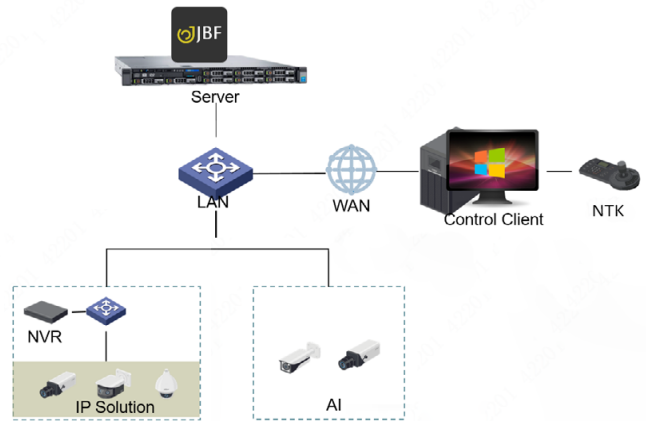 JBF
Server
LAN
WAN
Control Client
NTK
NVR
IP Solution
AI